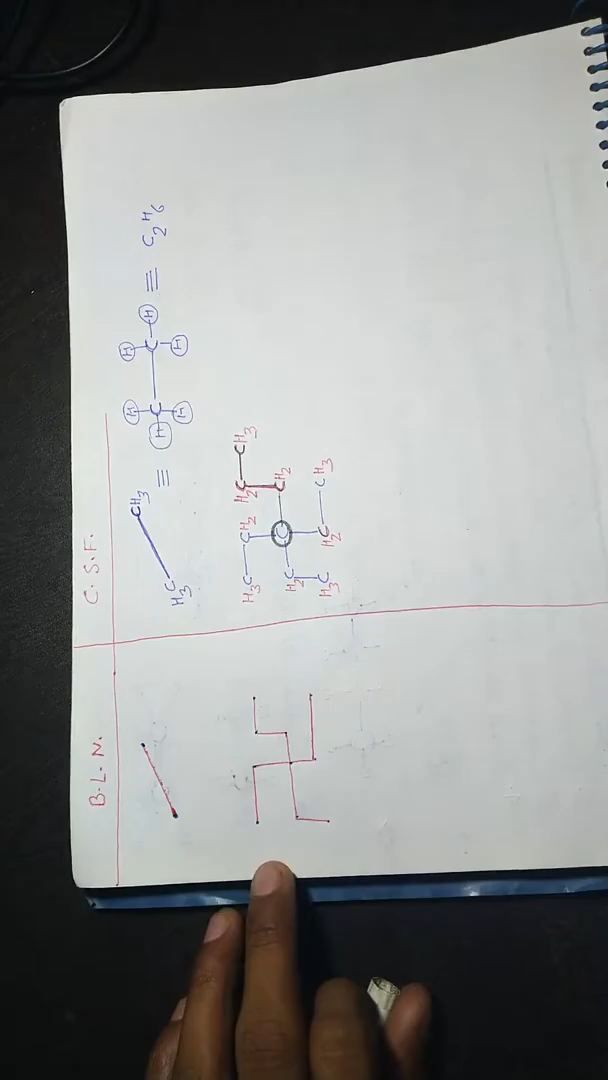 B.L.N. C.S.F.
H3C CH3 ≡ H H C H C H H H ≡ C2H6
H3C CH2 H2C CH3
C CH2
H2C
H3C H2C CH3